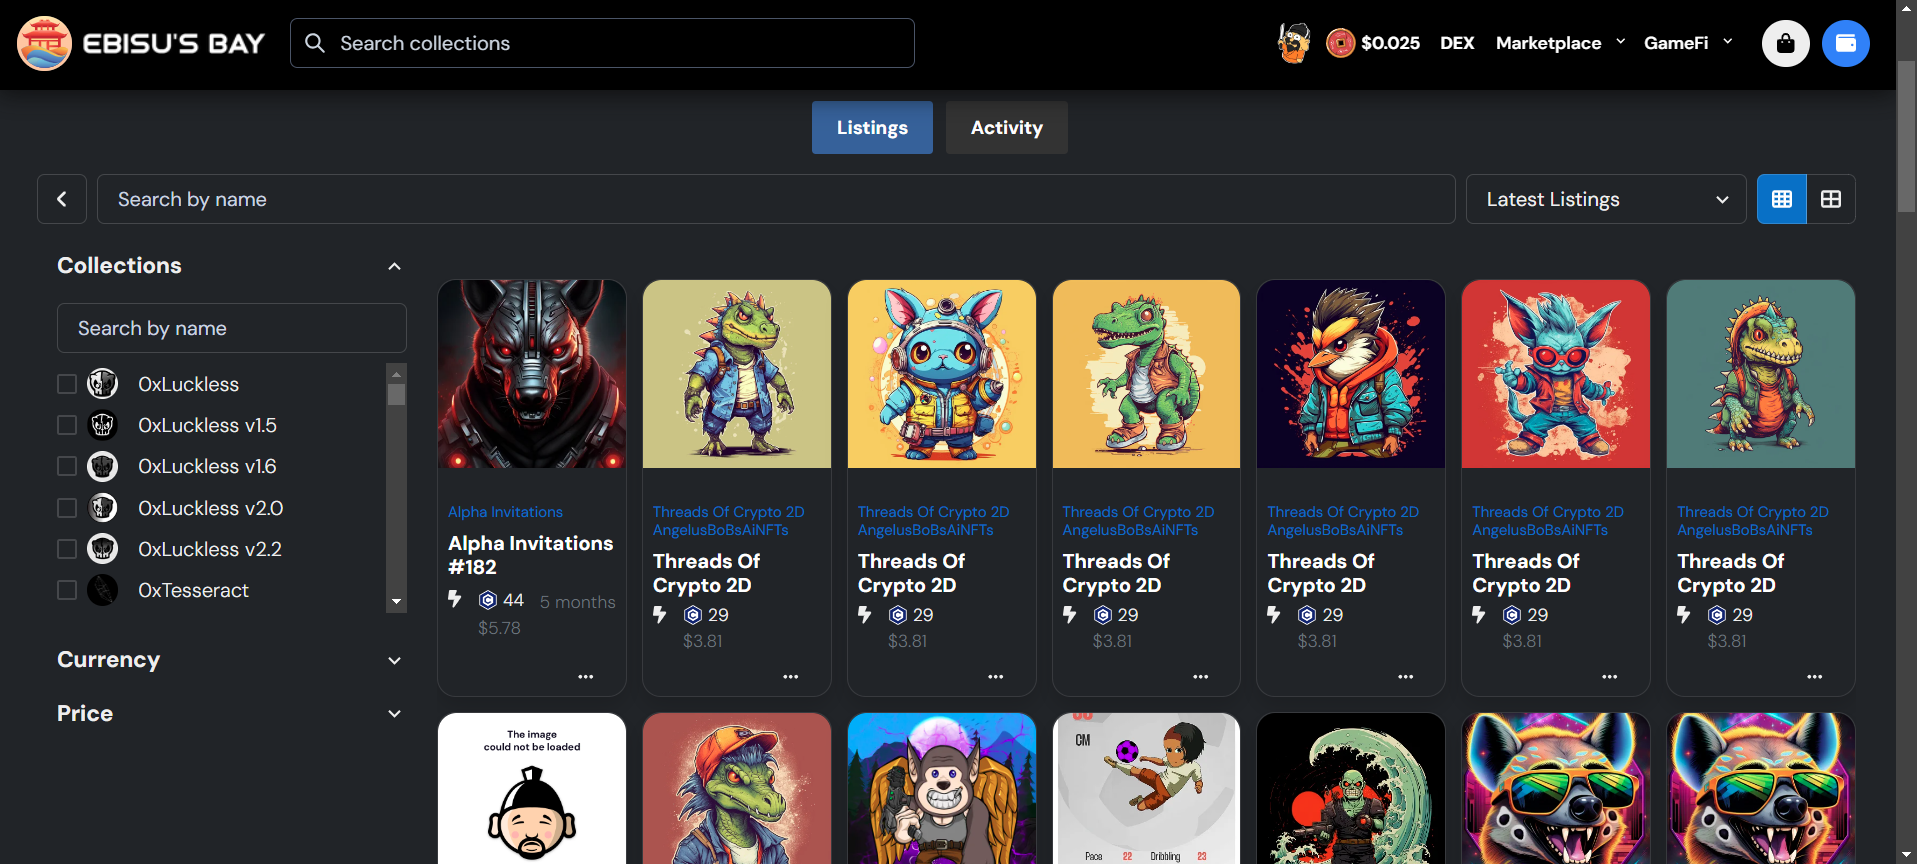 EBISU'S BAY
Search collections
$0.025
DEX
Marketplace
GameFi
Listings
Activity
Search by name
Latest Listings
Collections
Search by name
0xLuckless
0xLuckless v1.5
0xLuckless v1.6
0xLuckless v2.0
0xLuckless v2.2
0xTesseract
Currency
Price
Alpha Invitations
Alpha Invitations
#182
44
5 months
$5.78
...
Threads Of Crypto 2D
AngelusBoBsAiNFTs
Threads Of
Crypto 2D
29
$3.81
...
Threads Of Crypto 2D
AngelusBoBsAiNFTs
Threads Of
Crypto 2D
29
$3.81
...
Threads Of Crypto 2D
AngelusBoBsAiNFTs
Threads Of
Crypto 2D
29
$3.81
...
Threads Of Crypto 2D
AngelusBoBsAiNFTs
Threads Of
Crypto 2D
29
$3.81
...
Threads Of Crypto 2D
AngelusBoBsAiNFTs
Threads Of
Crypto 2D
29
$3.81
...
Threads Of Crypto 2D
AngelusBoBsAiNFTs
Threads Of
Crypto 2D
29
$3.81
...
The image
could not be loaded
CM
Pace 22 Dribbling 23